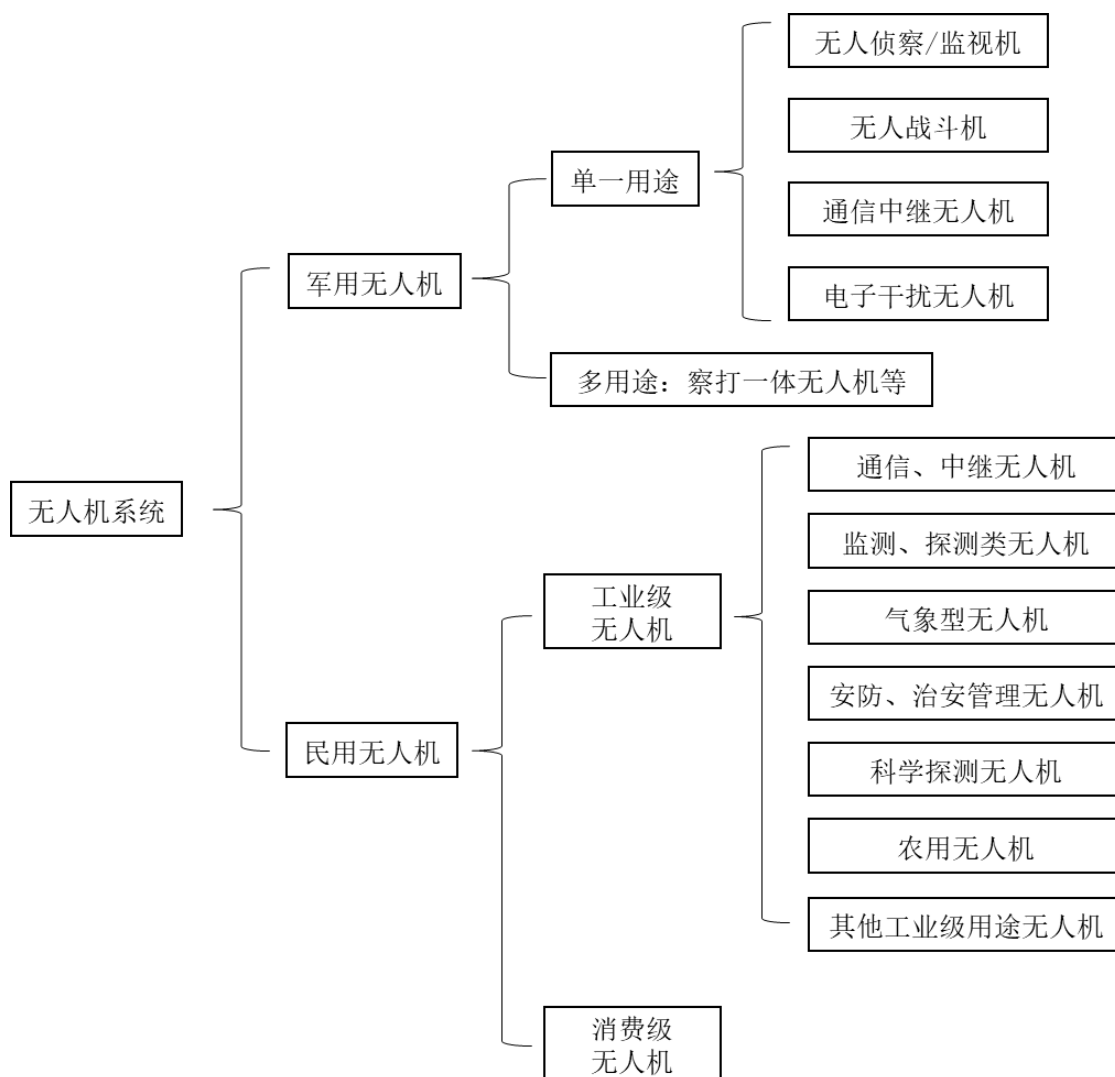 无人侦察/监视机
无人战斗机
单一用途
通信中继无人机
军用无人机
电子干扰无人机
多用途：察打一体无人机等
通信、中继无人机
无人机系统
监测、探测类无人机
工业级
无人机
气象型无人机
安防、治安管理无人机
民用无人机
科学探测无人机
农用无人机
其他工业级用途无人机
消费级
无人机